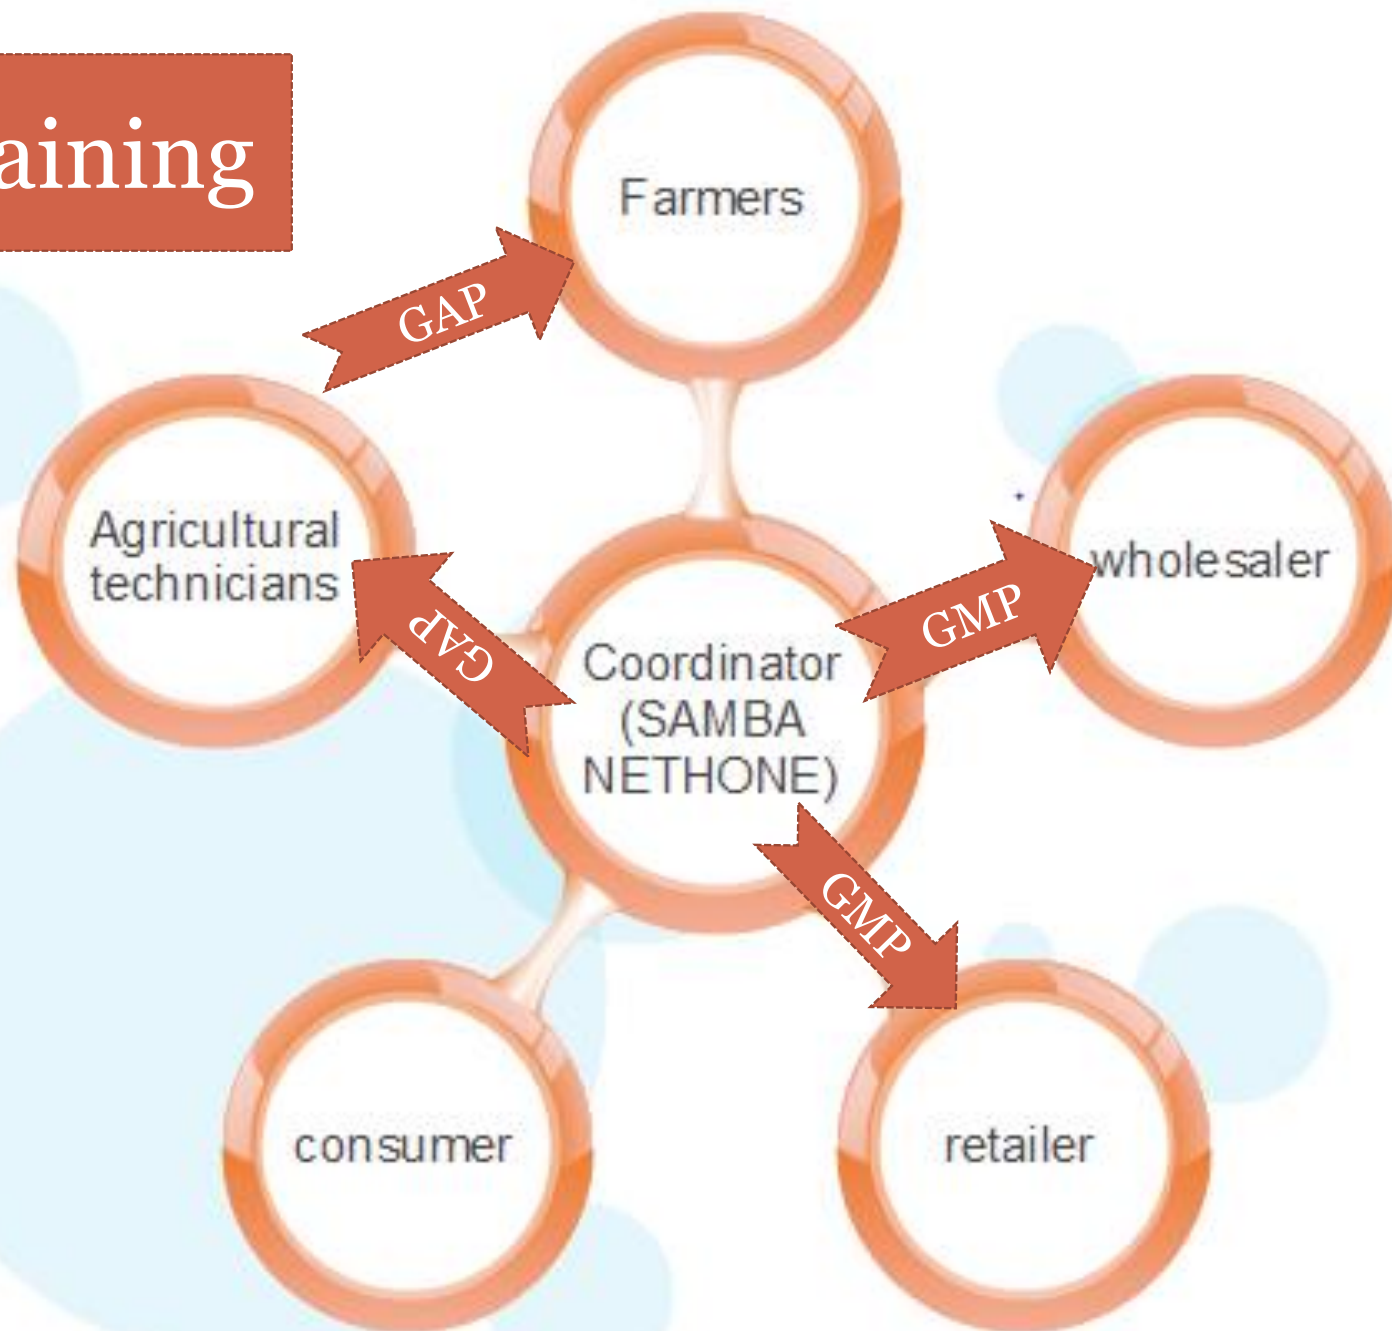 aining
Farmers
GAP
Agricultural
technicians
GAP
wholesaler
GMP
Coordinator
(SAMBA
NETHONE)
GMP
consumer
retailer